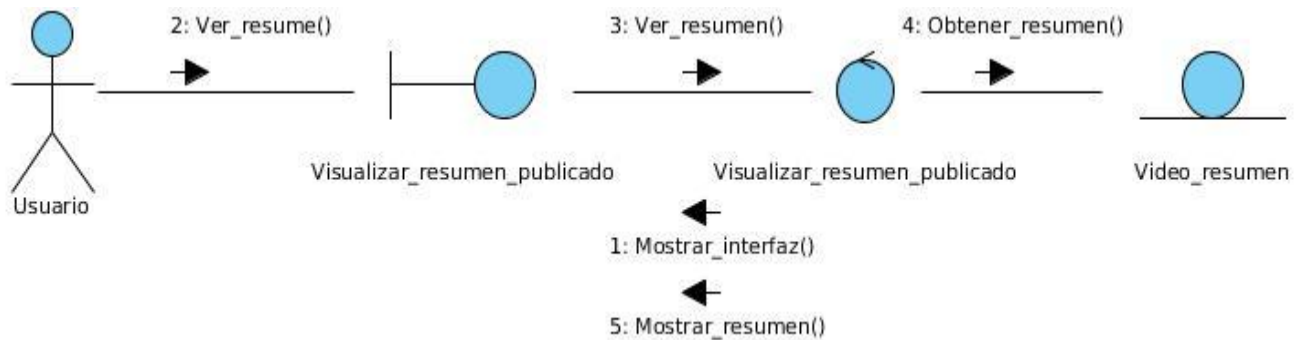 2: Ver_resume()
3: Ver_resumen()
4: Obtener_resumen()
Visualizar_resumen_publicado
Visualizar_resumen_publicado
Video_resumen
Usuario
1: Mostrar_interfaz()
5: Mostrar_resumen()